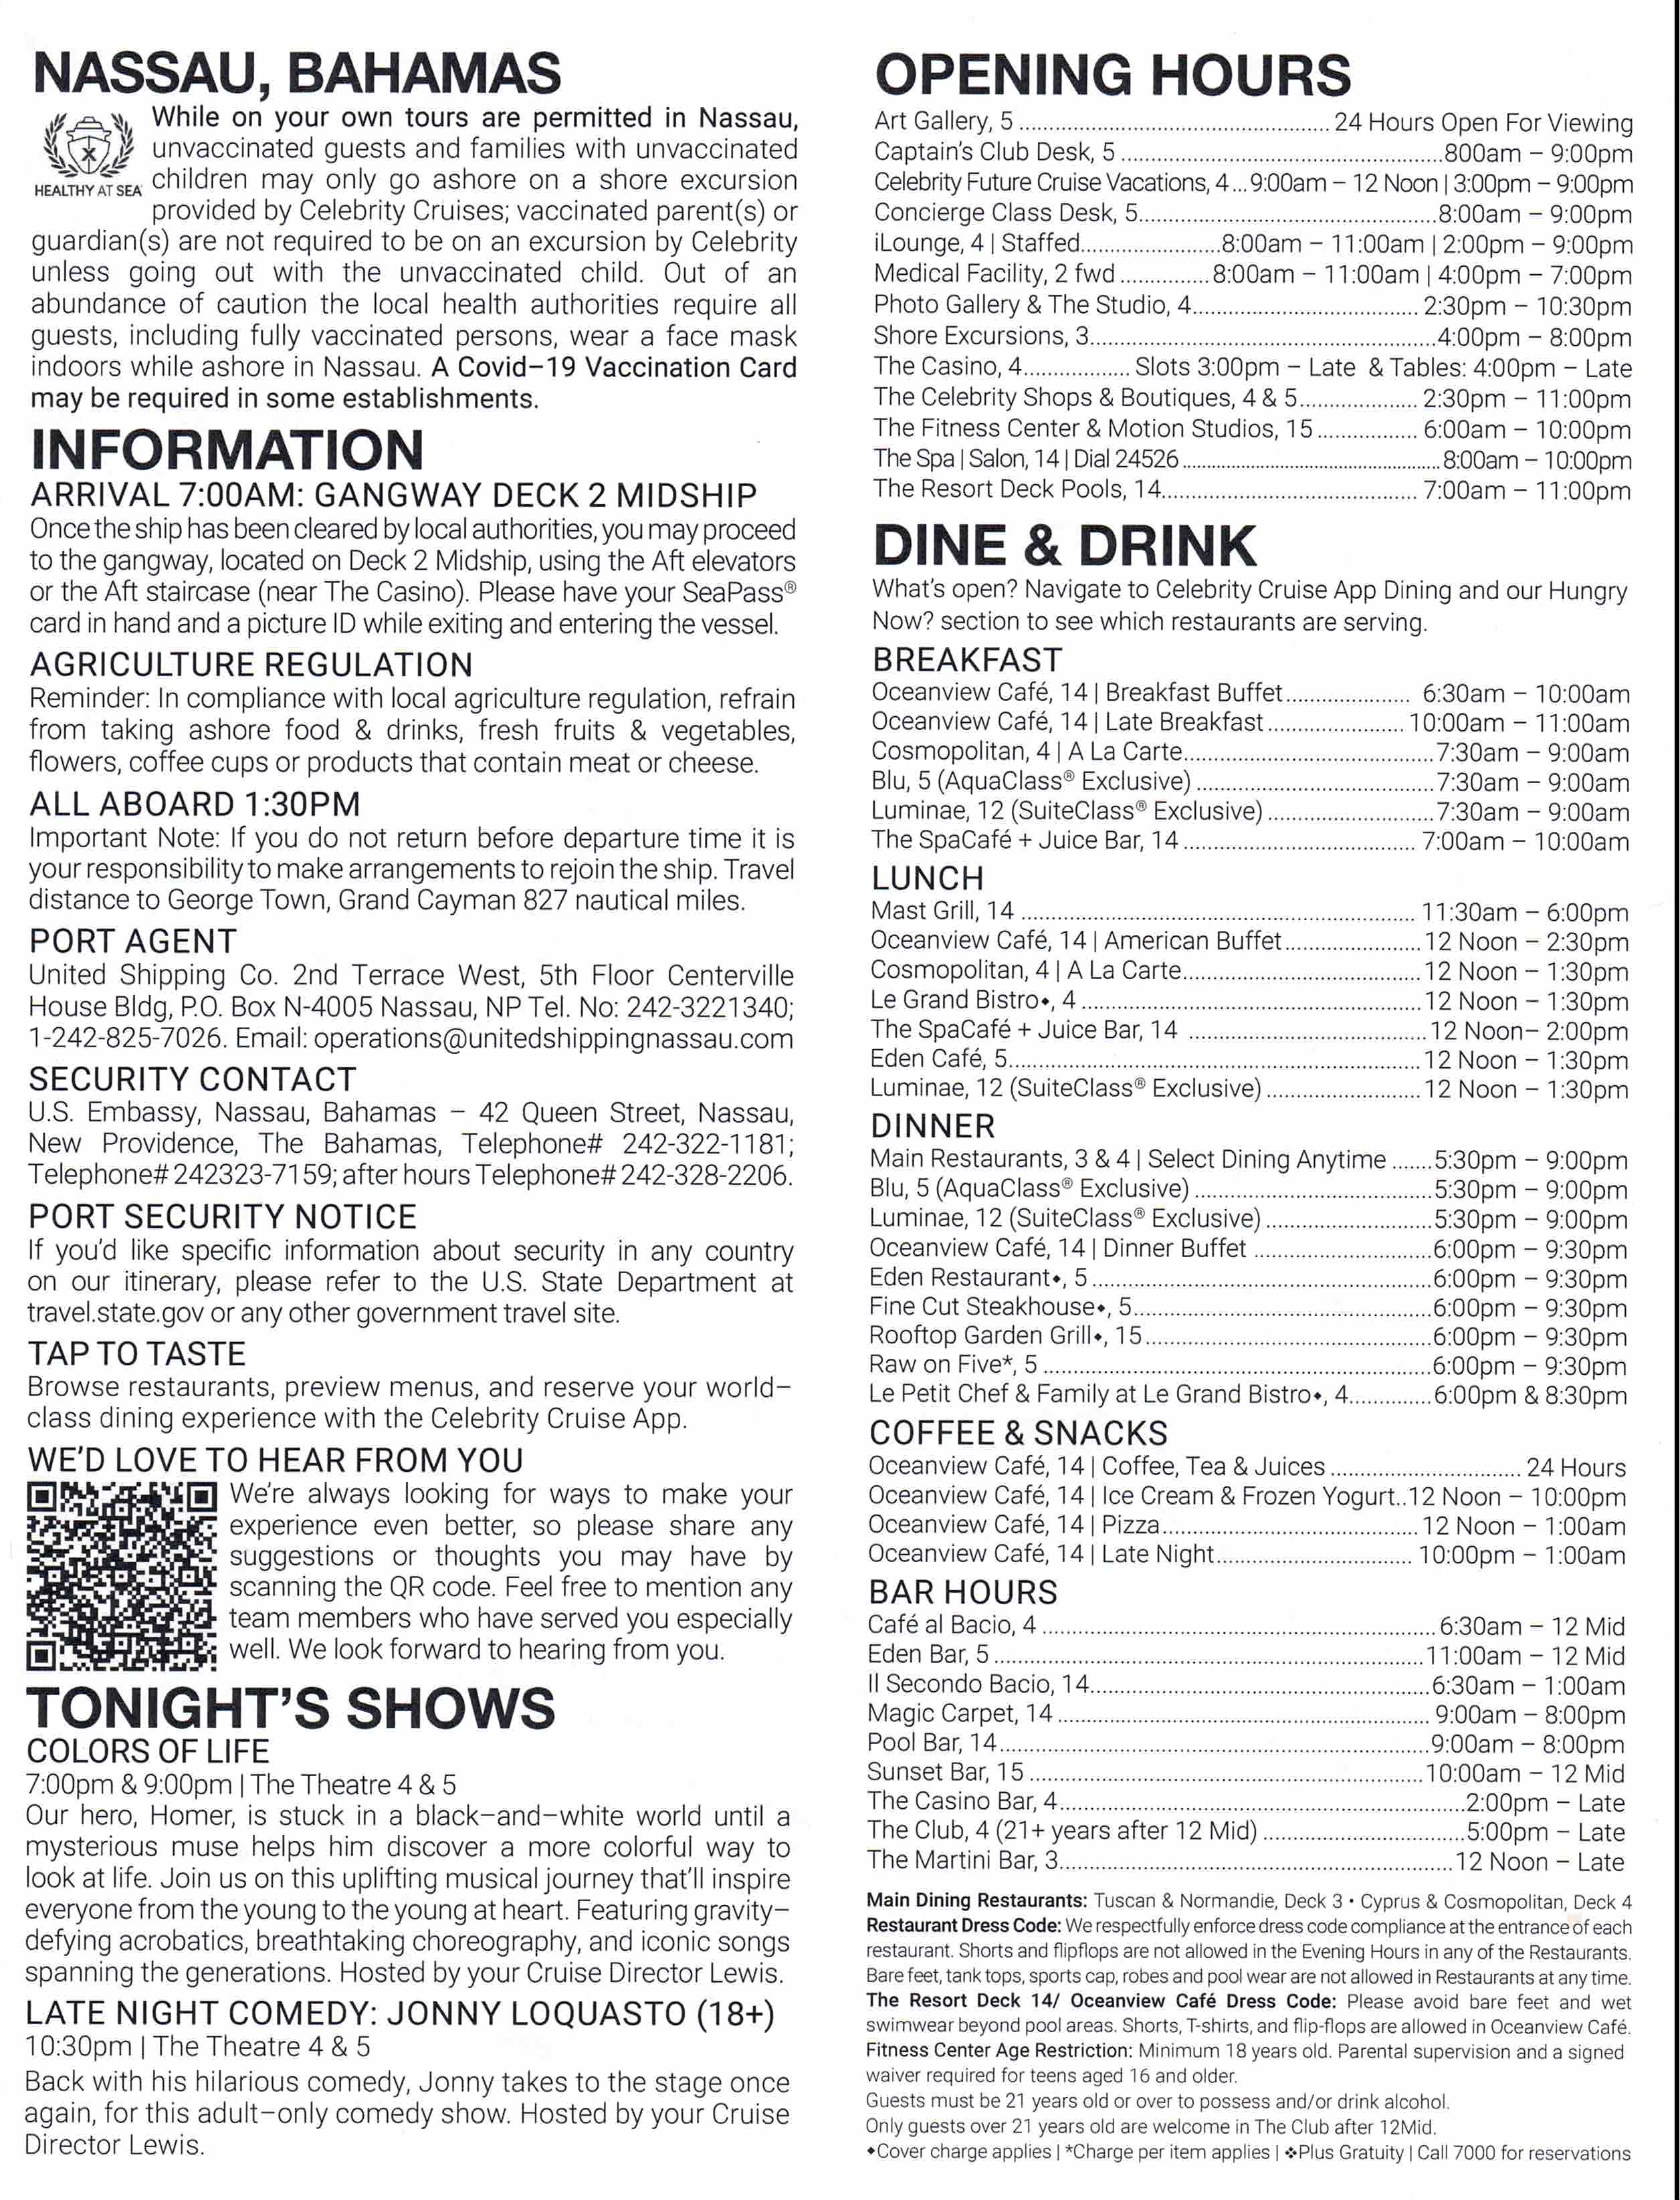 NASSAU, BAHAMAS
While on your own tours are permitted in Nassau,
unvaccinated guests and families with unvaccinated
HEALTHY AT SEA
children may only go ashore on a shore excursion
provided by Celebrity Cruises; vaccinated parent(s) or
guardian(s) are not required to be on an excursion by Celebrity
unless going out with the unvaccinated child. Out of an
abundance of caution the local health authorities require all
guests, including fully vaccinated persons, wear a face mask
indoors while ashore in Nassau. A Covid–19 Vaccination Card
may be required in some establishments.
INFORMATION
ARRIVAL 7:00AM: GANGWAY DECK 2 MIDSHIP
Once the ship has been cleared by local authorities, you may proceed
to the gangway, located on Deck 2 Midship, using the Aft elevators
or the Aft staircase (near The Casino). Please have your SeaPass®
card in hand and a picture ID while exiting and entering the vessel.
AGRICULTURE REGULATION
Reminder: In compliance with local agriculture regulation, refrain
from taking ashore food & drinks, fresh fruits & vegetables,
flowers, coffee cups or products that contain meat or cheese.
ALL ABOARD 1:30PM
Important Note: If you do not return before departure time it is
your responsibility to make arrangements to rejoin the ship. Travel
distance to George Town, Grand Cayman 827 nautical miles.
PORT AGENT
United Shipping Co. 2nd Terrace West, 5th Floor Centerville
House Bldg, P.O. Box N-4005 Nassau, NP Tel. No: 242-3221340;
1-242-825-7026. Email: operations@unitedshippingnassau.com
SECURITY CONTACT
U.S. Embassy, Nassau, Bahamas – 42 Queen Street, Nassau,
New Providence, The Bahamas, Telephone# 242-322-1181;
Telephone# 242323-7159; after hours Telephone# 242-328-2206.
PORT SECURITY NOTICE
If you'd like specific information about security in any country
on our itinerary, please refer to the U.S. State Department at
travel.state.gov or any other government travel site.
TAP TO TASTE
Browse restaurants, preview menus, and reserve your world–
class dining experience with the Celebrity Cruise App.
WE'D LOVE TO HEAR FROM YOU
We're always looking for ways to make your
experience even better, so please share any
suggestions or thoughts you may have by
scanning the QR code. Feel free to mention any
team members who have served you especially
well. We look forward to hearing from you.
TONIGHT'S SHOWS
COLORS OF LIFE
7:00pm & 9:00pm | The Theatre 4 & 5
Our hero, Homer, is stuck in a black–and–white world until a
mysterious muse helps him discover a more colorful way to
look at life. Join us on this uplifting musical journey that'll inspire
everyone from the young to the young at heart. Featuring gravity–
defying acrobatics, breathtaking choreography, and iconic songs
spanning the generations. Hosted by your Cruise Director Lewis.
LATE NIGHT COMEDY: JONNY LOQUASTO (18+)
10:30pm | The Theatre 4 & 5
Back with his hilarious comedy, Jonny takes to the stage once
again, for this adult–only comedy show. Hosted by your Cruise
Director Lewis.
OPENING HOURS
Art Gallery, 5 ........ 24 Hours Open For Viewing
Captain's Club Desk, 5 ........ 800am – 9:00pm
Celebrity Future Cruise Vacations, 4 ... 9:00am – 12 Noon | 3:00pm – 9:00pm
Concierge Class Desk, 5 ........ 8:00am – 9:00pm
iLounge, 4 | Staffed ........ 8:00am – 11:00am | 2:00pm – 9:00pm
Medical Facility, 2 fwd ........ 8:00am – 11:00am | 4:00pm – 7:00pm
Photo Gallery & The Studio, 4 ........ 2:30pm – 10:30pm
Shore Excursions, 3 ........ 4:00pm – 8:00pm
The Casino, 4 ........ Slots 3:00pm – Late & Tables: 4:00pm – Late
The Celebrity Shops & Boutiques, 4 & 5 ........ 2:30pm – 11:00pm
The Fitness Center & Motion Studios, 15 ........ 6:00am – 10:00pm
The Spa | Salon, 14 | Dial 24526 ........ 8:00am – 10:00pm
The Resort Deck Pools, 14 ........ 7:00am – 11:00pm
DINE & DRINK
What's open? Navigate to Celebrity Cruise App Dining and our Hungry
Now? section to see which restaurants are serving.
BREAKFAST
Oceanview Café, 14 | Breakfast Buffet ........ 6:30am – 10:00am
Oceanview Café, 14 | Late Breakfast ........ 10:00am – 11:00am
Cosmopolitan, 4 | A La Carte ........ 7:30am – 9:00am
Blu, 5 (AquaClass® Exclusive) ........ 7:30am – 9:00am
Luminae, 12 (SuiteClass® Exclusive) ........ 7:30am – 9:00am
The SpaCafé + Juice Bar, 14 ........ 7:00am – 10:00am
LUNCH
Mast Grill, 14 ........ 11:30am – 6:00pm
Oceanview Café, 14 | American Buffet ........ 12 Noon – 2:30pm
Cosmopolitan, 4 | A La Carte ........ 12 Noon – 1:30pm
Le Grand Bistro⬥, 4 ........ 12 Noon – 1:30pm
The SpaCafé + Juice Bar, 14 ........ 12 Noon– 2:00pm
Eden Café, 5 ........ 12 Noon – 1:30pm
Luminae, 12 (SuiteClass® Exclusive) ........ 12 Noon – 1:30pm
DINNER
Main Restaurants, 3 & 4 | Select Dining Anytime ....... 5:30pm – 9:00pm
Blu, 5 (AquaClass® Exclusive) ........ 5:30pm – 9:00pm
Luminae, 12 (SuiteClass® Exclusive) ........ 5:30pm – 9:00pm
Oceanview Café, 14 | Dinner Buffet ........ 6:00pm – 9:30pm
Eden Restaurant⬥, 5 ........ 6:00pm – 9:30pm
Fine Cut Steakhouse⬥, 5 ........ 6:00pm – 9:30pm
Rooftop Garden Grill⬥, 15 ........ 6:00pm – 9:30pm
Raw on Five*, 5 ........ 6:00pm – 9:30pm
Le Petit Chef & Family at Le Grand Bistro⬥, 4 ........ 6:00pm & 8:30pm
COFFEE & SNACKS
Oceanview Café, 14 | Coffee, Tea & Juices ........ 24 Hours
Oceanview Café, 14 | Ice Cream & Frozen Yogurt..12 Noon – 10:00pm
Oceanview Café, 14 | Pizza ........ 12 Noon – 1:00am
Oceanview Café, 14 | Late Night ........ 10:00pm – 1:00am
BAR HOURS
Café al Bacio, 4 ........ 6:30am – 12 Mid
Eden Bar, 5 ........ 11:00am – 12 Mid
Il Secondo Bacio, 14 ........ 6:30am – 1:00am
Magic Carpet, 14 ........ 9:00am – 8:00pm
Pool Bar, 14 ........ 9:00am – 8:00pm
Sunset Bar, 15 ........ 10:00am – 12 Mid
The Casino Bar, 4 ........ 2:00pm – Late
The Club, 4 (21+ years after 12 Mid) ........ 5:00pm – Late
The Martini Bar, 3 ........ 12 Noon – Late
Main Dining Restaurants: Tuscan & Normandie, Deck 3 • Cyprus & Cosmopolitan, Deck 4
Restaurant Dress Code: We respectfully enforce dress code compliance at the entrance of each
restaurant. Shorts and flipflops are not allowed in the Evening Hours in any of the Restaurants.
Bare feet, tank tops, sports cap, robes and pool wear are not allowed in Restaurants at any time.
The Resort Deck 14/ Oceanview Café Dress Code: Please avoid bare feet and wet
swimwear beyond pool areas. Shorts, T-shirts, and flip-flops are allowed in Oceanview Café.
Fitness Center Age Restriction: Minimum 18 years old. Parental supervision and a signed
waiver required for teens aged 16 and older.
Guests must be 21 years old or over to possess and/or drink alcohol.
Only guests over 21 years old are welcome in The Club after 12Mid.
⬥Cover charge applies | *Charge per item applies | ❖Plus Gratuity | Call 7000 for reservations